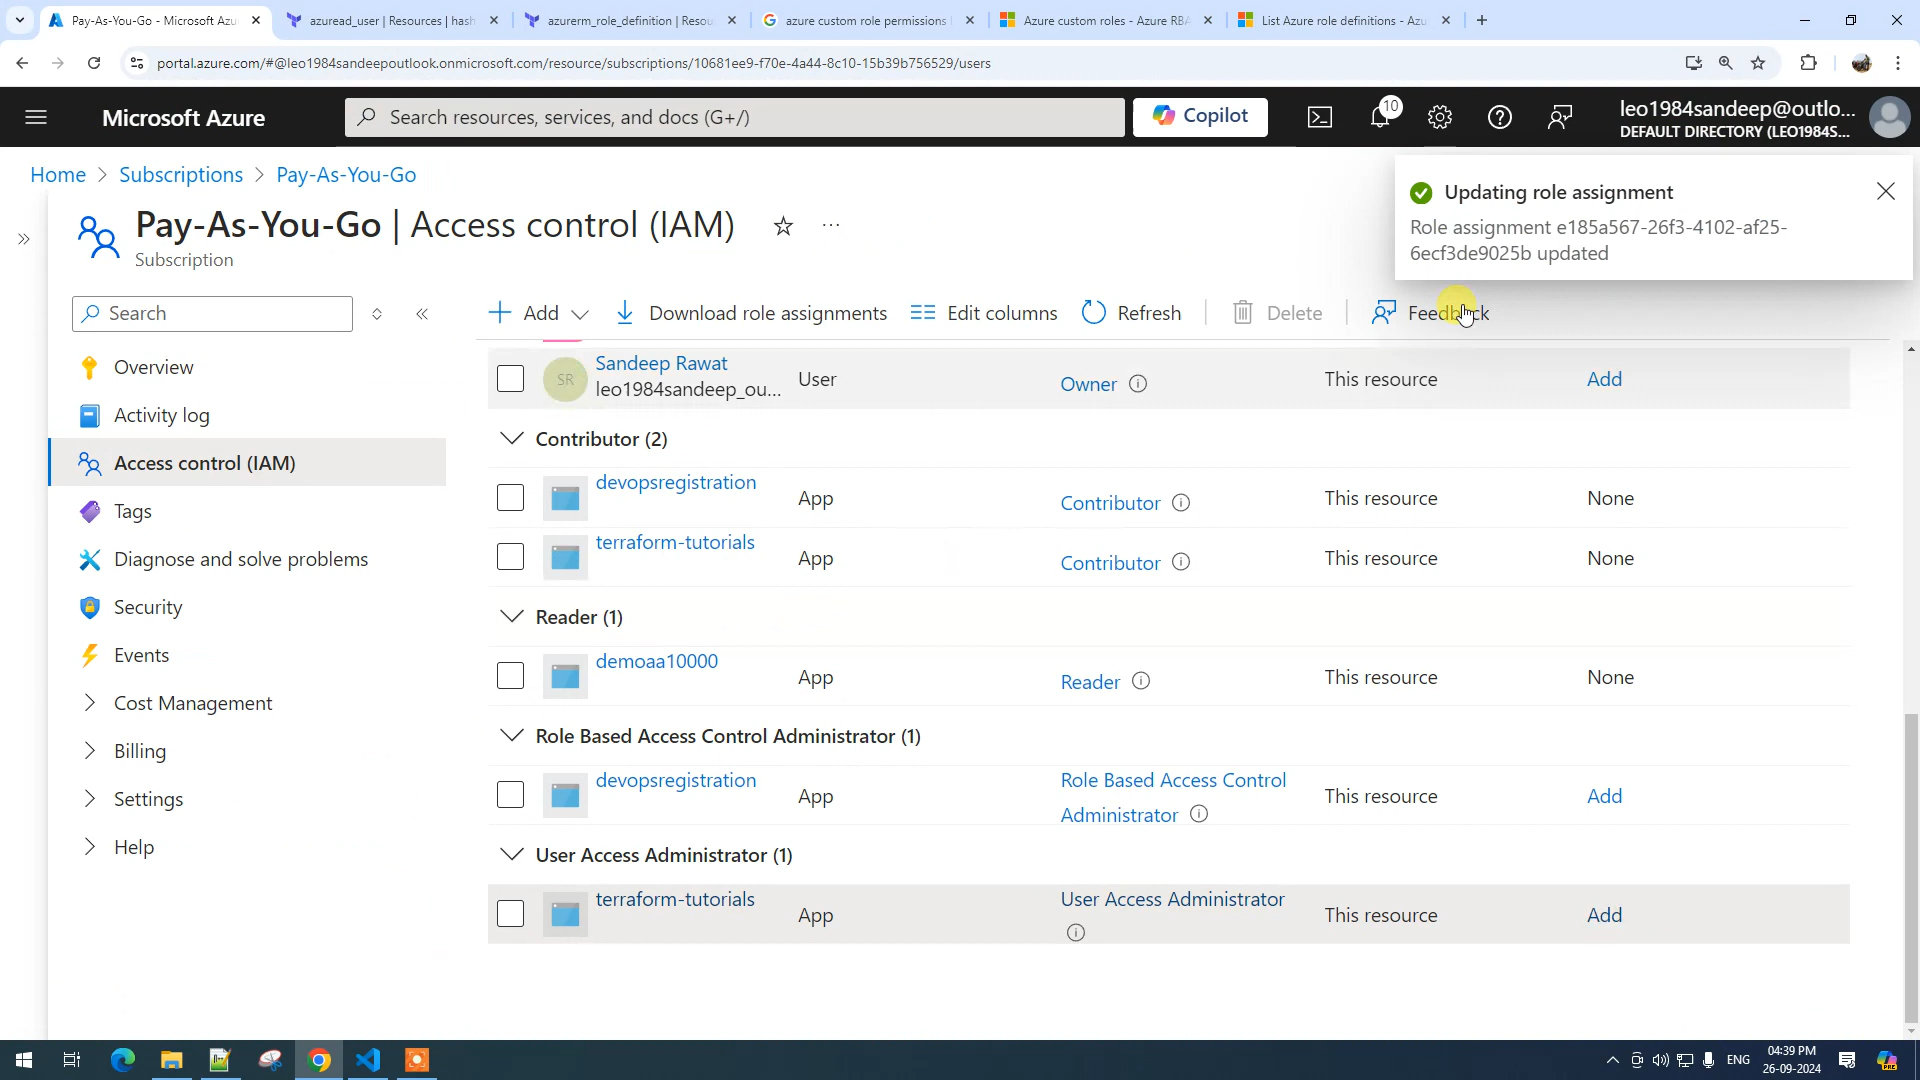 Pay-As-You-Go - Microsoft Azu
azuread_user | Resources | hash
azurerm_role_definition | Resou
azure custom role permissions
Azure custom roles - Azure RBA
List Azure role definitions - Azu
portal.azure.com/#@leo1984sandeepoutlook.onmicrosoft.com/resource/subscriptions/10681ee9-f70e-4a44-8c10-15b39b756529/users
Microsoft Azure
Search resources, services, and docs (G+/)
Copilot
10
leo1984sandeep@outlo...
DEFAULT DIRECTORY (LEO1984S...
Home > Subscriptions > Pay-As-You-Go
Pay-As-You-Go | Access control (IAM)
...
Subscription
Updating role assignment
Role assignment e185a567-26f3-4102-af25-
6ecf3de9025b updated
Search
Overview
Activity log
Access control (IAM)
Tags
Diagnose and solve problems
Security
Events
Cost Management
Billing
Settings
Help
Add
Download role assignments
Edit columns
Refresh
Delete
Feedback
SR
Sandeep Rawat
leo1984sandeep_ou...
User
Owner
This resource
Add
Contributor (2)
devopsregistration
App
Contributor
This resource
None
terraform-tutorials
App
Contributor
This resource
None
Reader (1)
demoaa10000
App
Reader
This resource
None
Role Based Access Control Administrator (1)
devopsregistration
App
Role Based Access Control
Administrator
This resource
Add
User Access Administrator (1)
terraform-tutorials
App
User Access Administrator
This resource
Add
ENG
04:39 PM
26-09-2024